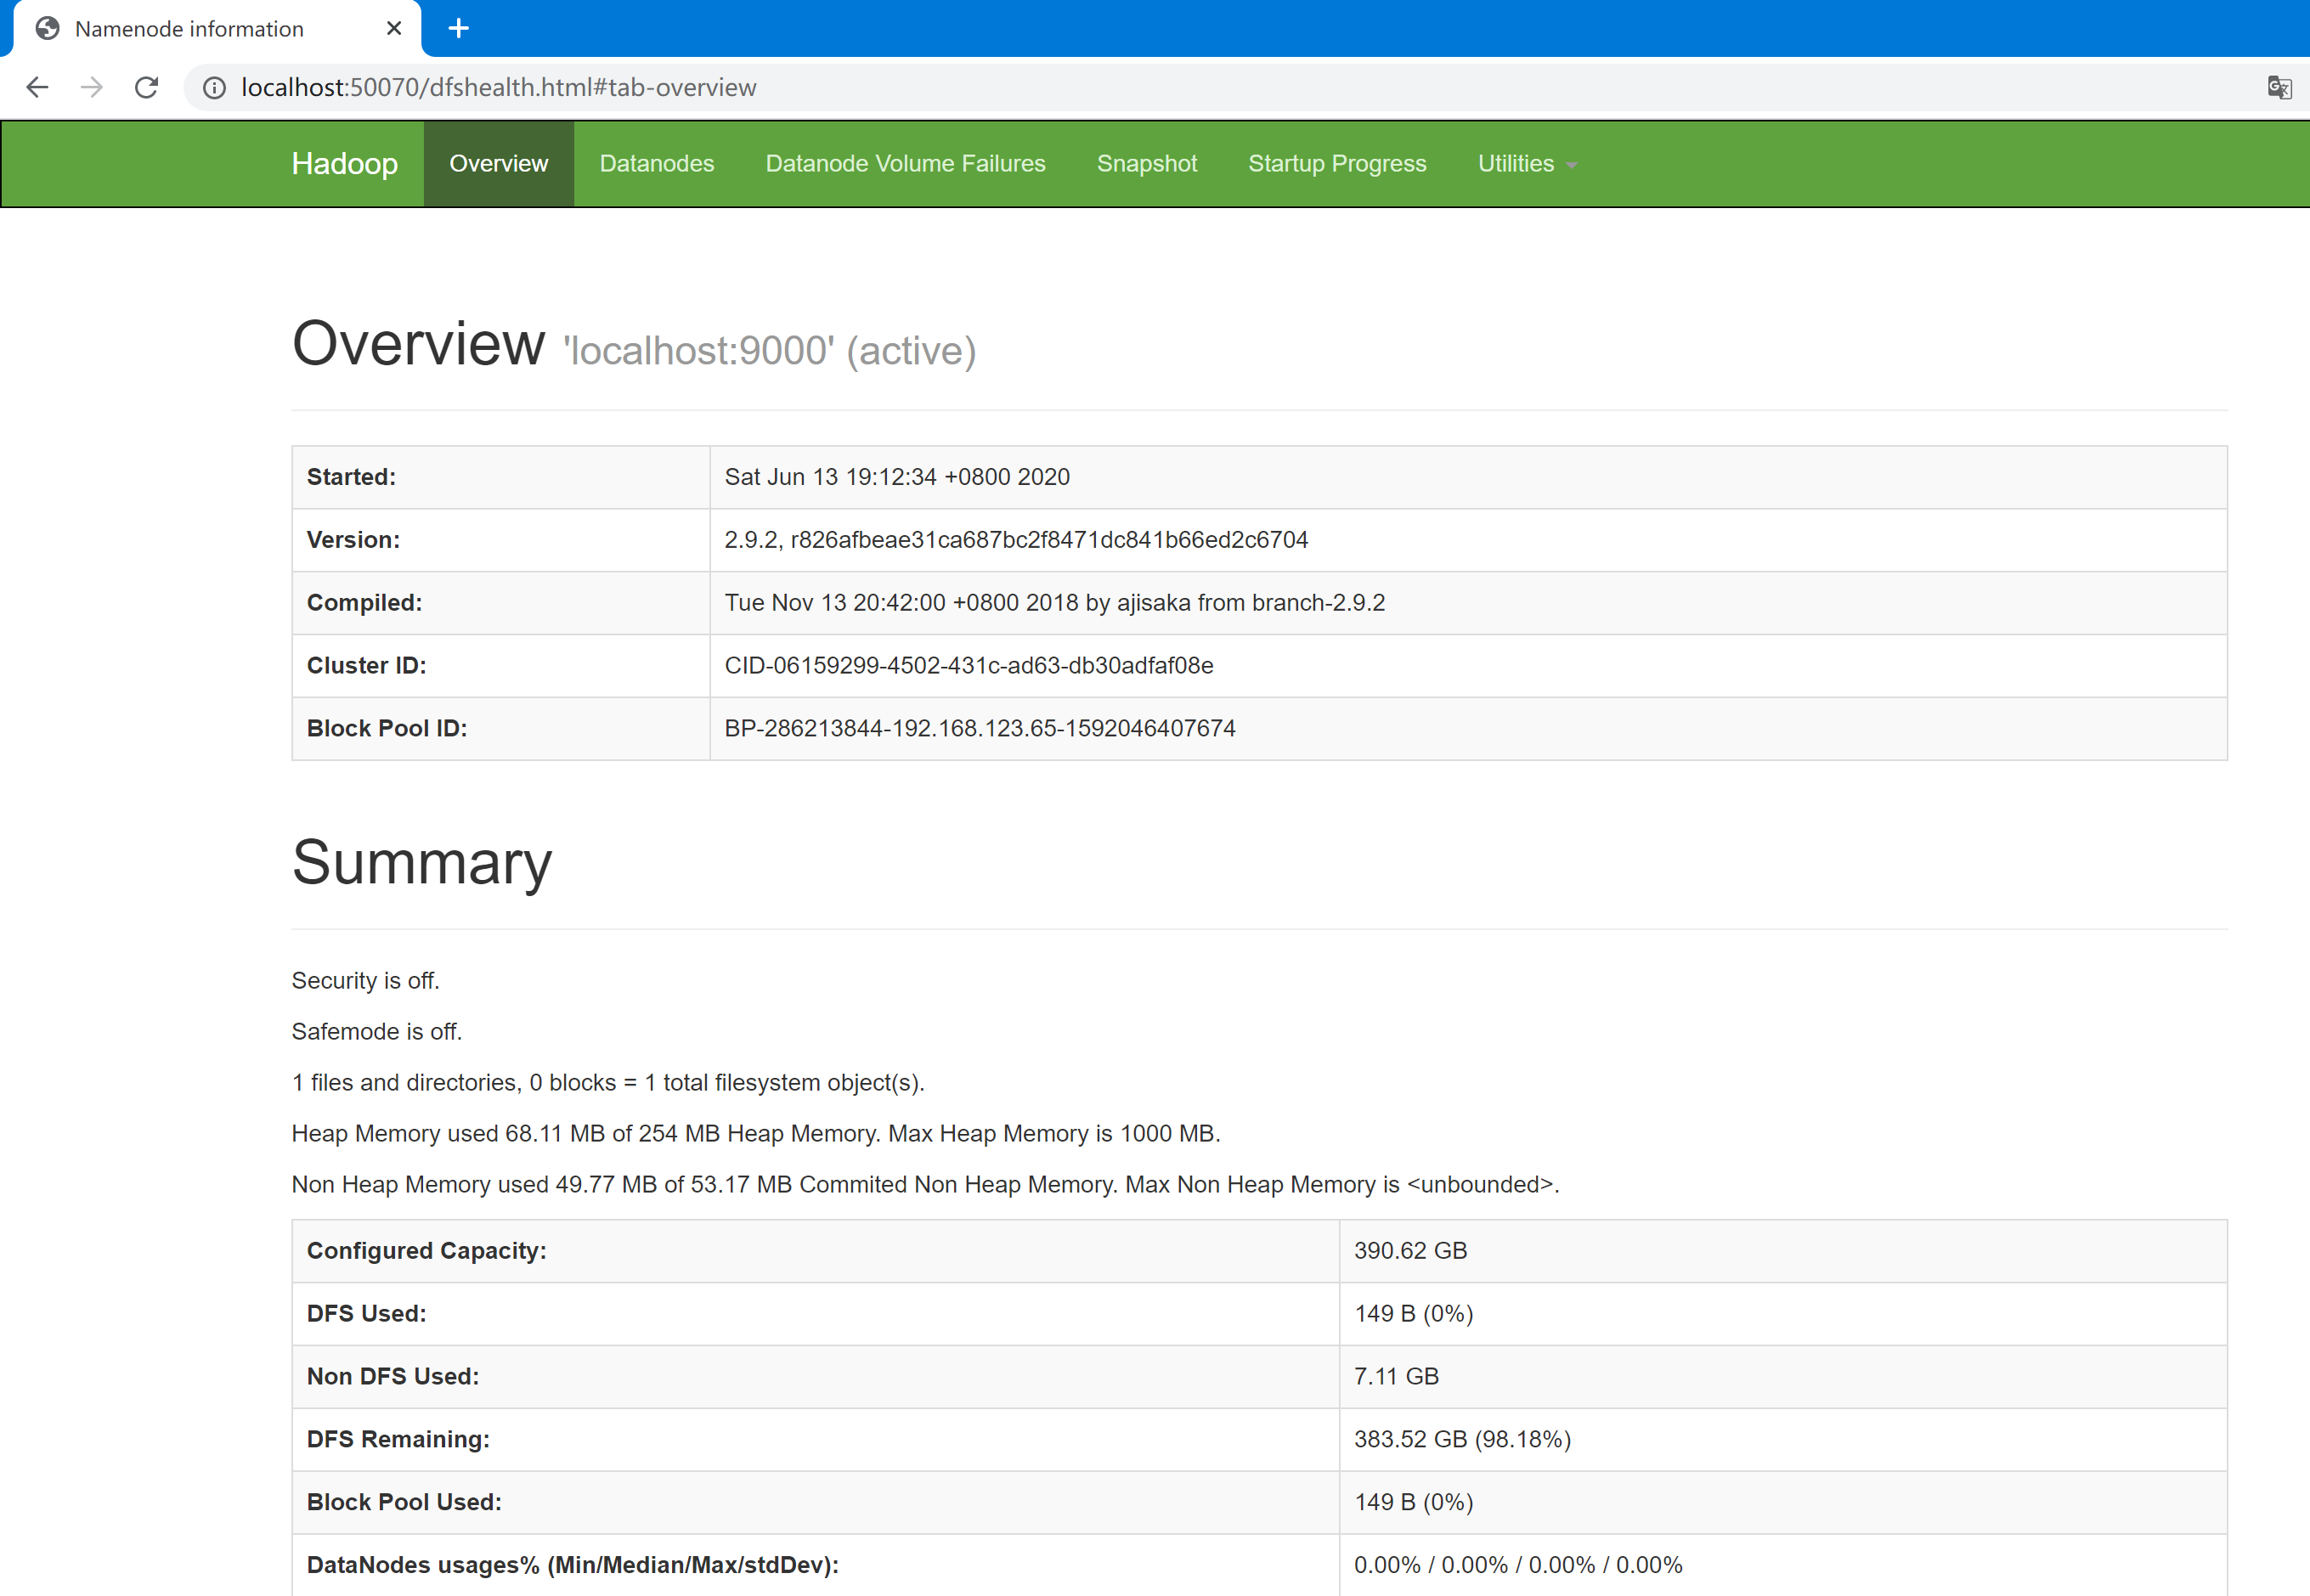 Namenode information
localhost:50070/dfshealth.html#tab-overview
Hadoop Overview Datanodes Datanode Volume Failures Snapshot Startup Progress Utilities
Overview 'localhost:9000' (active)
Started: Sat Jun 13 19:12:34 +0800 2020
Version: 2.9.2, r826afbeae31ca687bc2f8471dc841b66ed2c6704
Compiled: Tue Nov 13 20:42:00 +0800 2018 by ajisaka from branch-2.9.2
Cluster ID: CID-06159299-4502-431c-ad63-db30adfaf08e
Block Pool ID: BP-286213844-192.168.123.65-1592046407674
Summary
Security is off.
Safemode is off.
1 files and directories, 0 blocks = 1 total filesystem object(s).
Heap Memory used 68.11 MB of 254 MB Heap Memory. Max Heap Memory is 1000 MB.
Non Heap Memory used 49.77 MB of 53.17 MB Commited Non Heap Memory. Max Non Heap Memory is <unbounded>.
Configured Capacity: 390.62 GB
DFS Used: 149 B (0%)
Non DFS Used: 7.11 GB
DFS Remaining: 383.52 GB (98.18%)
Block Pool Used: 149 B (0%)
DataNodes usages% (Min/Median/Max/stdDev): 0.00% / 0.00% / 0.00% / 0.00%